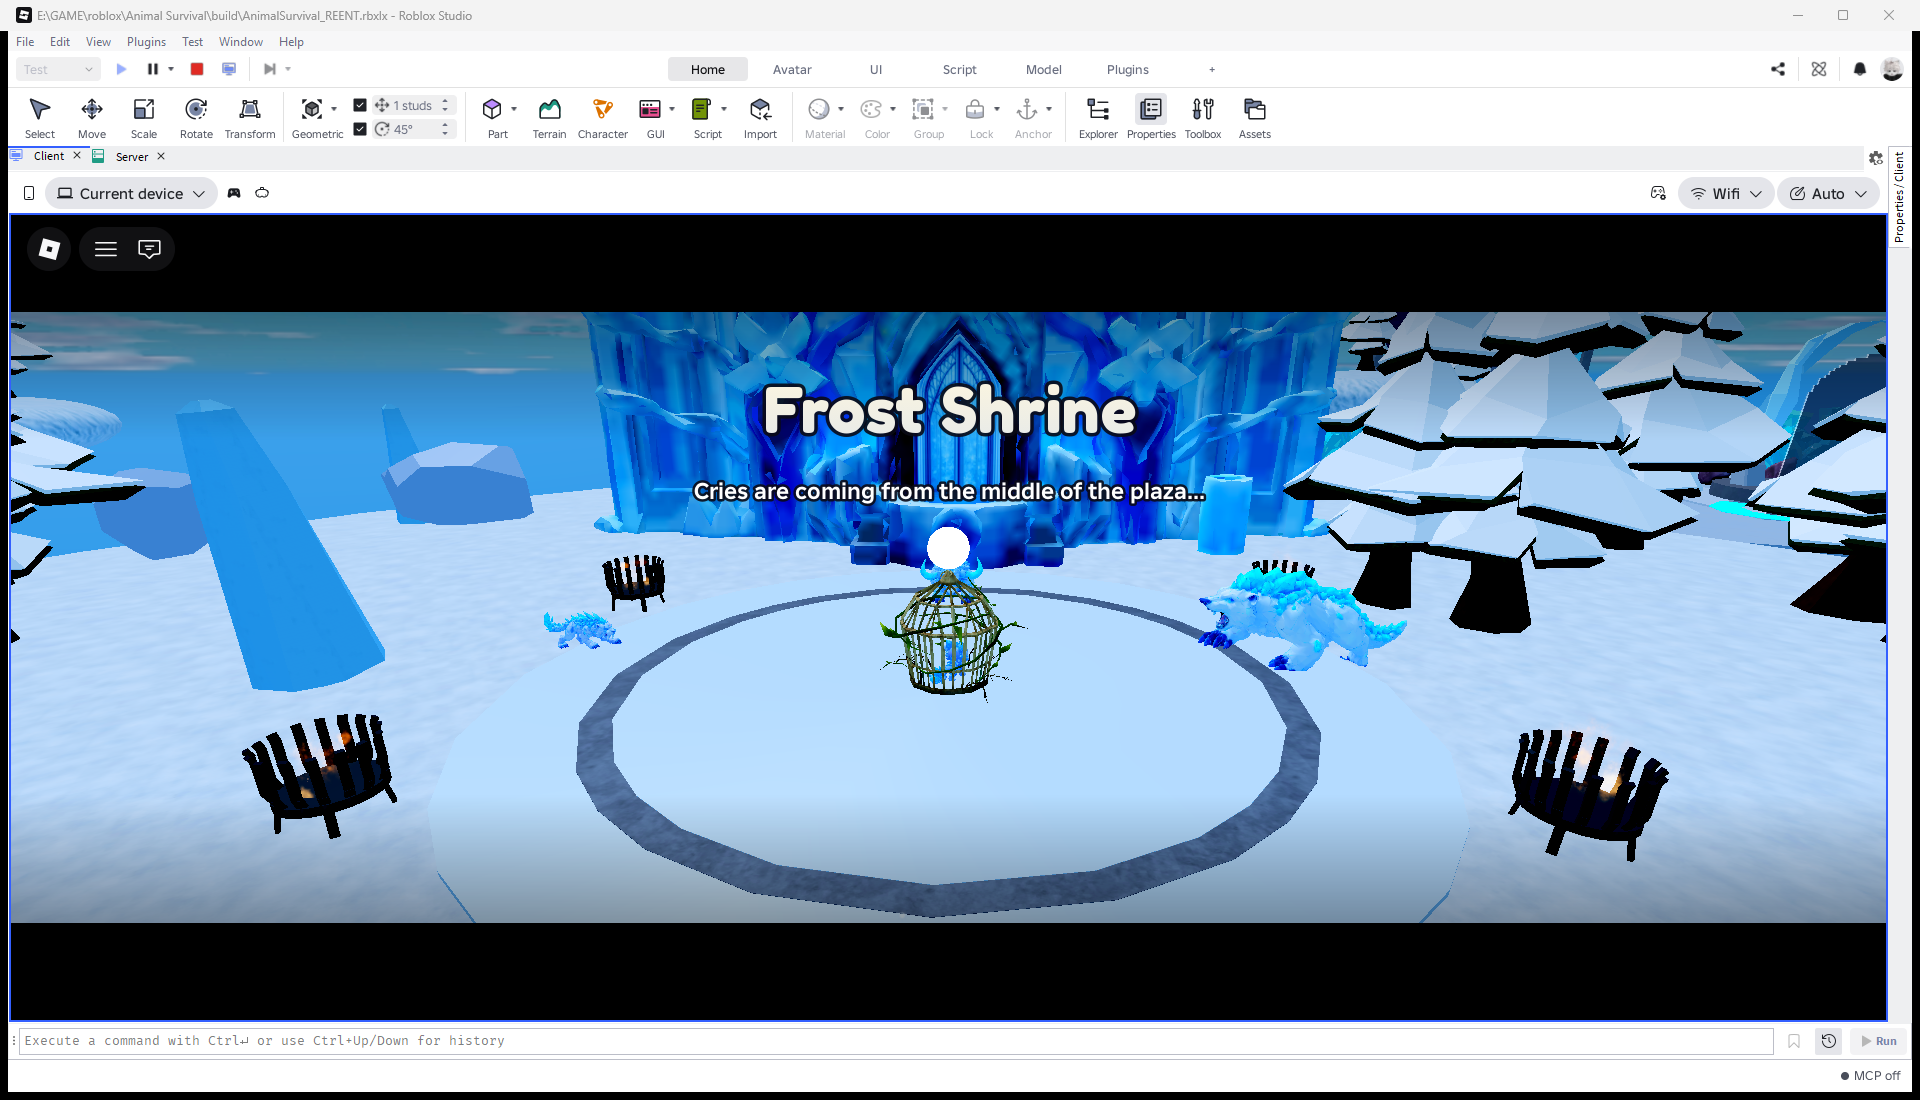 E:\GAME\roblox\Animal Survival\build\AnimalSurvival_REENT.rbxlx - Roblox Studio
File Edit View Plugins Test Window Help
Test
Home Avatar UI Script Model Plugins +
1 studs
45°
Select Move Scale Rotate Transform Geometric Part Terrain Character GUI Script Import Material Color Group Lock Anchor Explorer Properties Toolbox Assets
Client Server
Properties / Client
Current device
Wifi Auto
Frost Shrine
Cries are coming from the middle of the plaza...
Execute a command with Ctrl↵ or use Ctrl+Up/Down for history
Run
MCP off